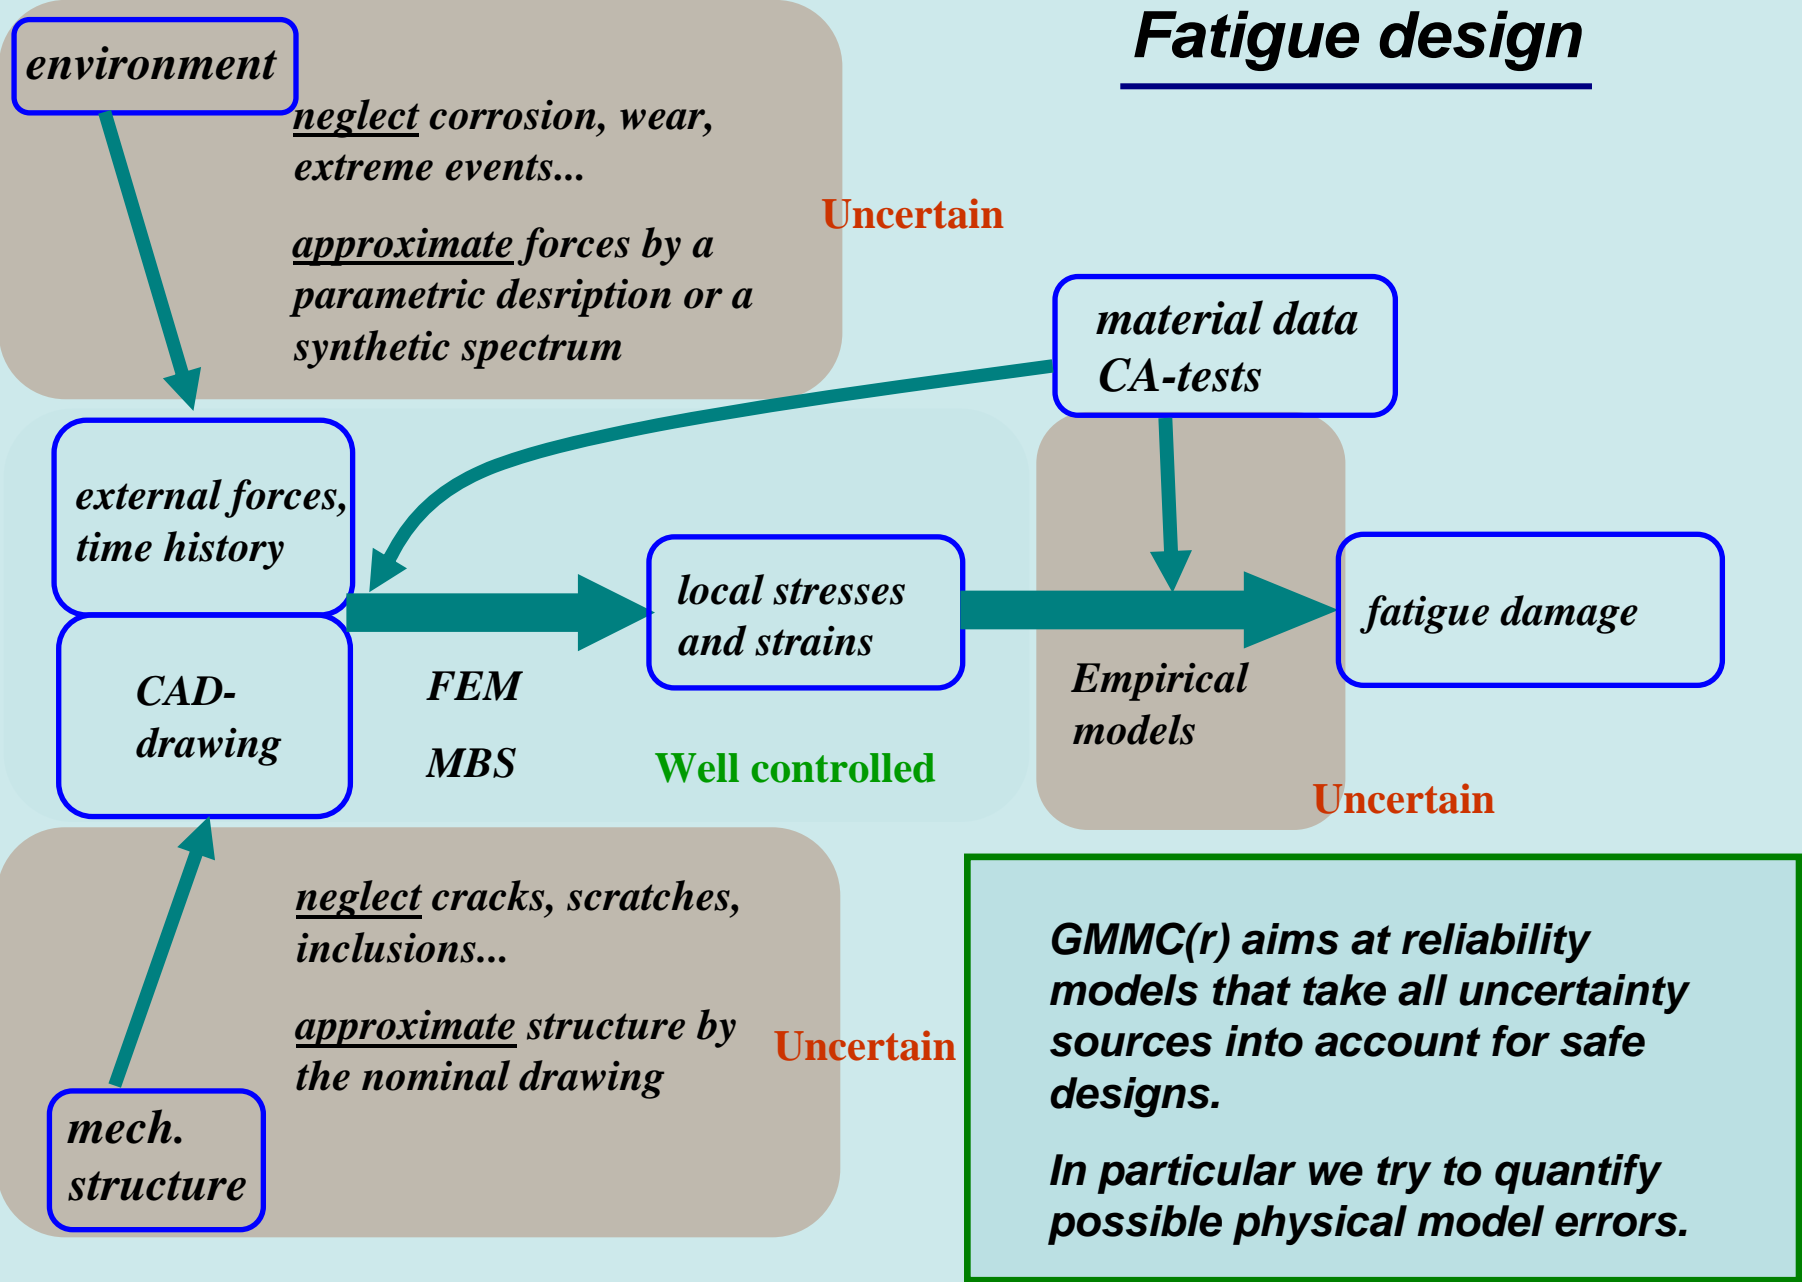 Fatigue design
environment
neglect corrosion, wear,
extreme events...
approximate forces by a
parametric desription or a
synthetic spectrum
Uncertain
material data
CA-tests
external forces,
time history
local stresses
and strains
fatigue damage
CAD-
drawing
FEM
MBS
Well controlled
Empirical
models
Uncertain
neglect cracks, scratches,
inclusions...
approximate structure by
the nominal drawing
Uncertain
mech.
structure
GMMC(r) aims at reliability
models that take all uncertainty
sources into account for safe
designs.
In particular we try to quantify
possible physical model errors.